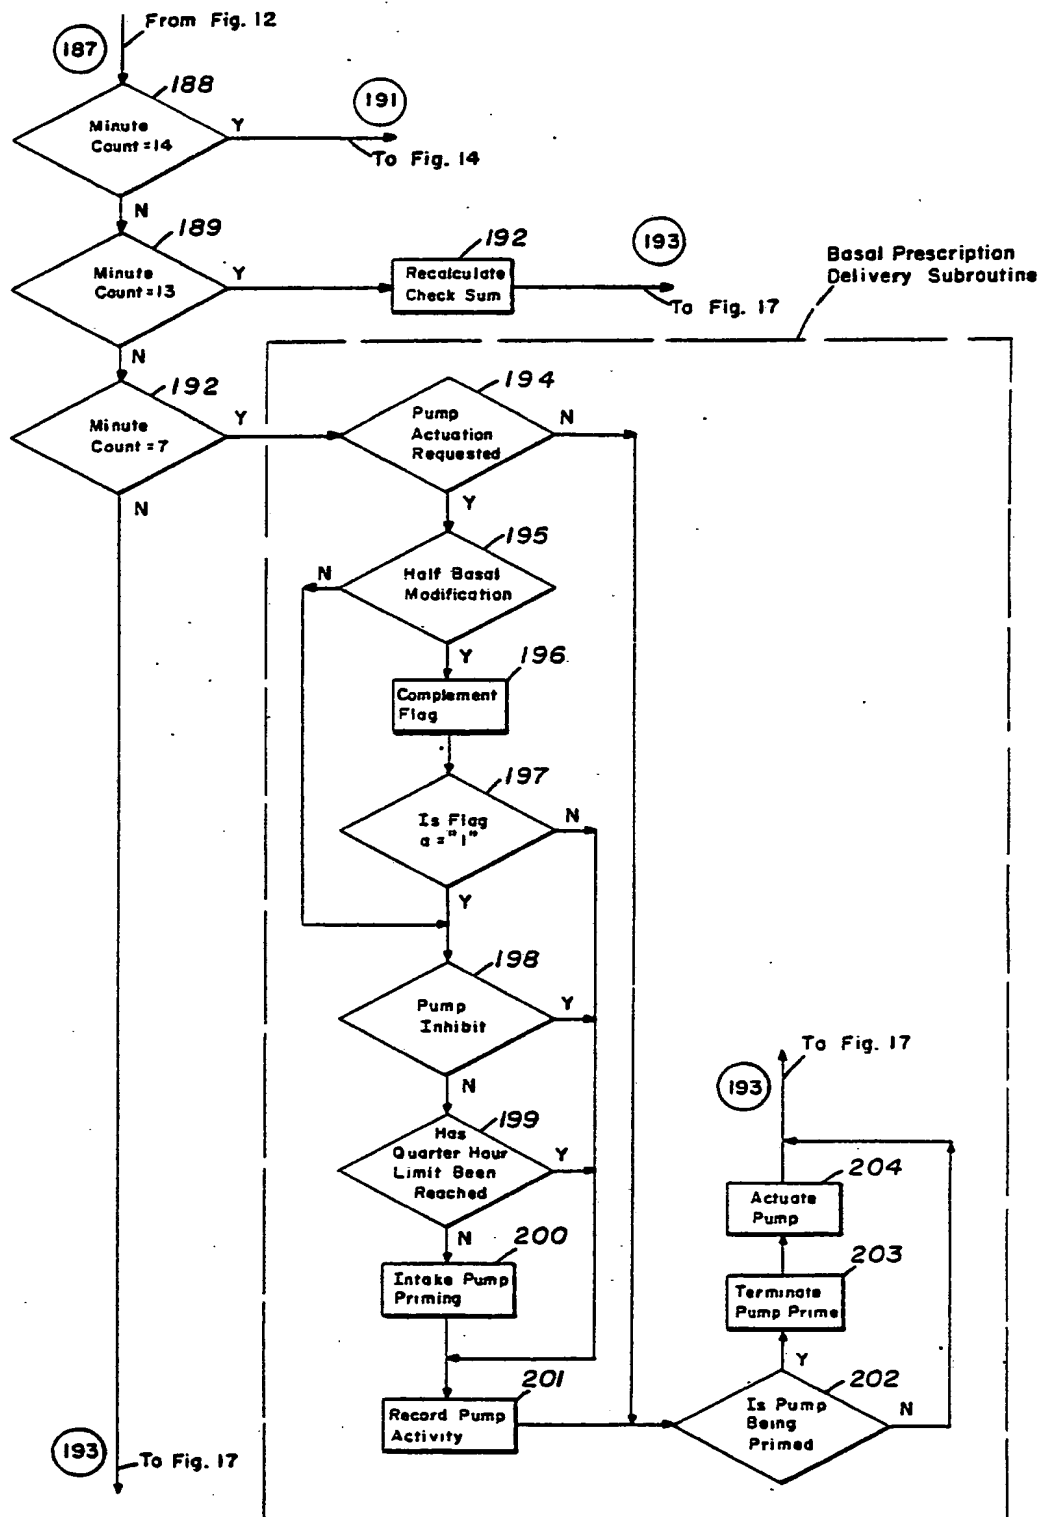 From Fig. 12
187
188
Minute
Count=14
Y
191
To Fig. 14
N
189
Minute
Count=13
Y
192
Recalculate
Check Sum
193
To Fig. 17
Basal Prescription
Delivery Subroutine
N
192
Minute
Count=7
Y
N
194
Pump
Actuation
Requested
N
Y
195
Half Basal
Modification
N
Y
196
Complement
Flag
197
Is Flag
a="1"
N
Y
198
Pump
Inhibit
Y
N
199
Has
Quarter Hour
Limit Been
Reached
Y
N
200
Intake Pump
Priming
201
Record Pump
Activity
To Fig. 17
193
204
Actuate
Pump
203
Terminate
Pump Prime
Y
202
Is Pump
Being
Primed
N
193
To Fig. 17